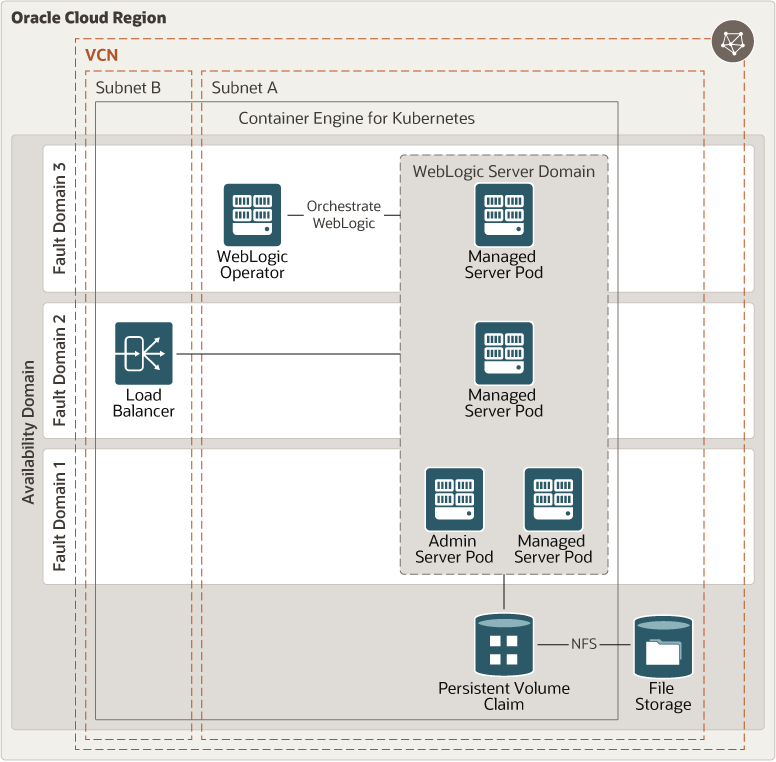 Oracle Cloud Region
VCN
Subnet B
Subnet A
Container Engine for Kubernetes
Availability Domain
Fault Domain 3
WebLogic
Operator
Orchestrate
WebLogic
WebLogic Server Domain
Managed
Server Pod
Fault Domain 2
Load
Balancer
Managed
Server Pod
Fault Domain 1
Admin
Server Pod
Managed
Server Pod
Persistent Volume
Claim
NFS
File
Storage